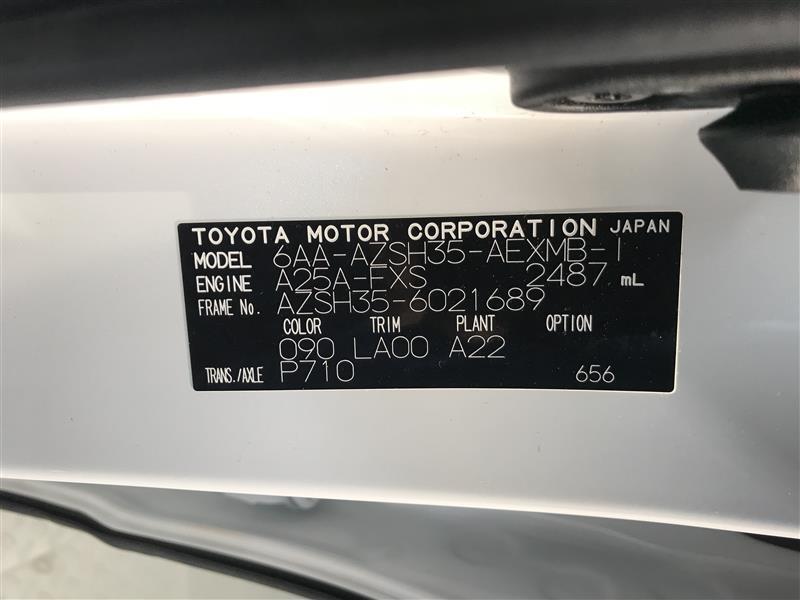 TOYOTA MOTOR CORPORATION JAPAN
MODEL 6AA-AZSH35-AEXMB-I
ENGINE A25A-FXS 2487 mL
FRAME No. AZSH35-6021689
COLOR TRIM PLANT OPTION
090 LA00 A22
TRANS./AXLE P710 656